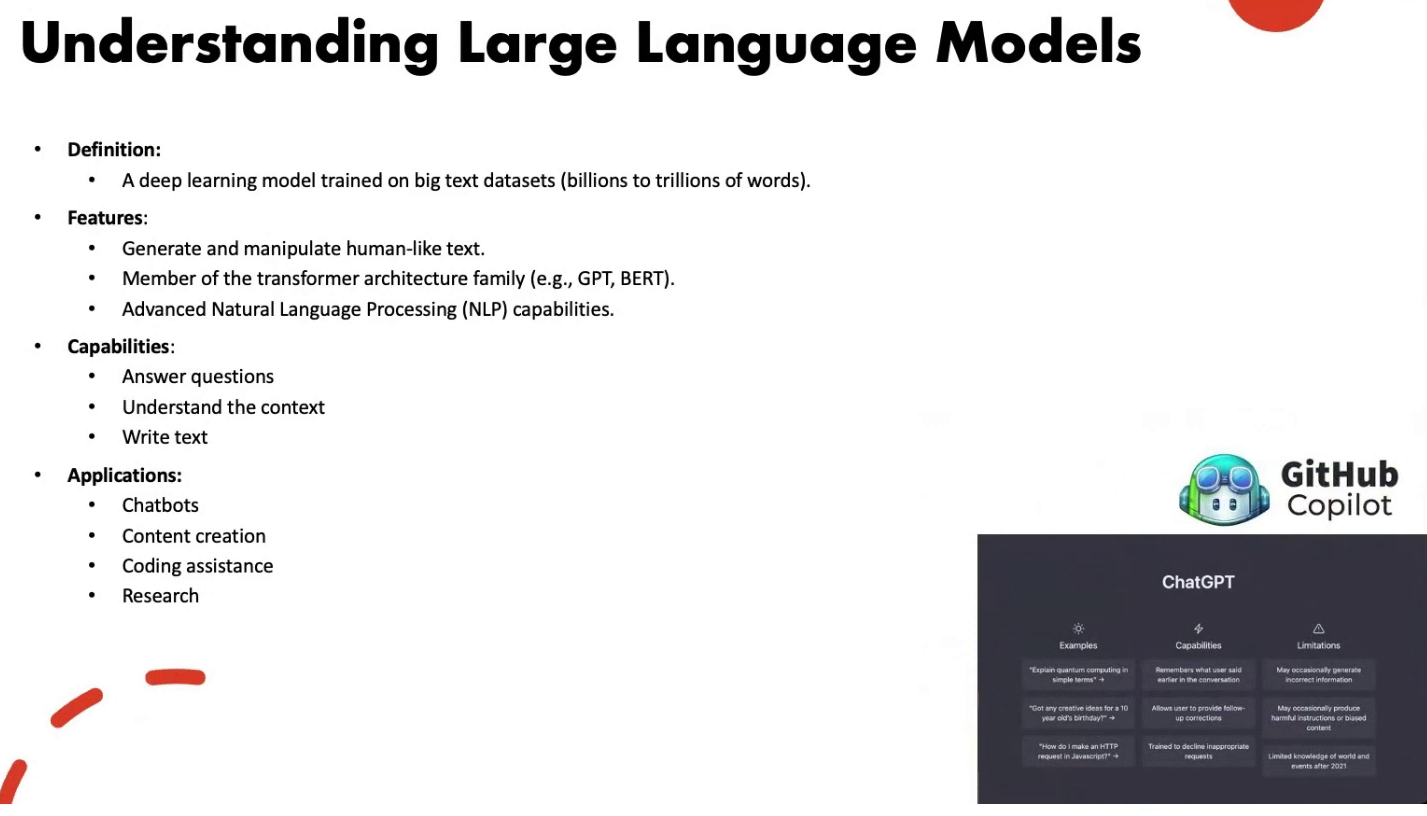 Understanding Large Language Models
• Definition:
• A deep learning model trained on big text datasets (billions to trillions of words).
• Features:
• Generate and manipulate human-like text.
• Member of the transformer architecture family (e.g., GPT, BERT).
• Advanced Natural Language Processing (NLP) capabilities.
• Capabilities:
• Answer questions
• Understand the context
• Write text
• Applications:
• Chatbots
• Content creation
• Coding assistance
• Research
GitHub
Copilot
ChatGPT
Examples
"Explain quantum computing in
simple terms" →
"Got any creative ideas for a 10
year old's birthday?" →
"How do I make an HTTP
request in Javascript?" →
Capabilities
Remembers what user said
earlier in the conversation
Allows user to provide follow-
up corrections
Trained to decline inappropriate
requests
Limitations
May occasionally generate
incorrect information
May occasionally produce
harmful instructions or biased
content
Limited knowledge of world and
events after 2021